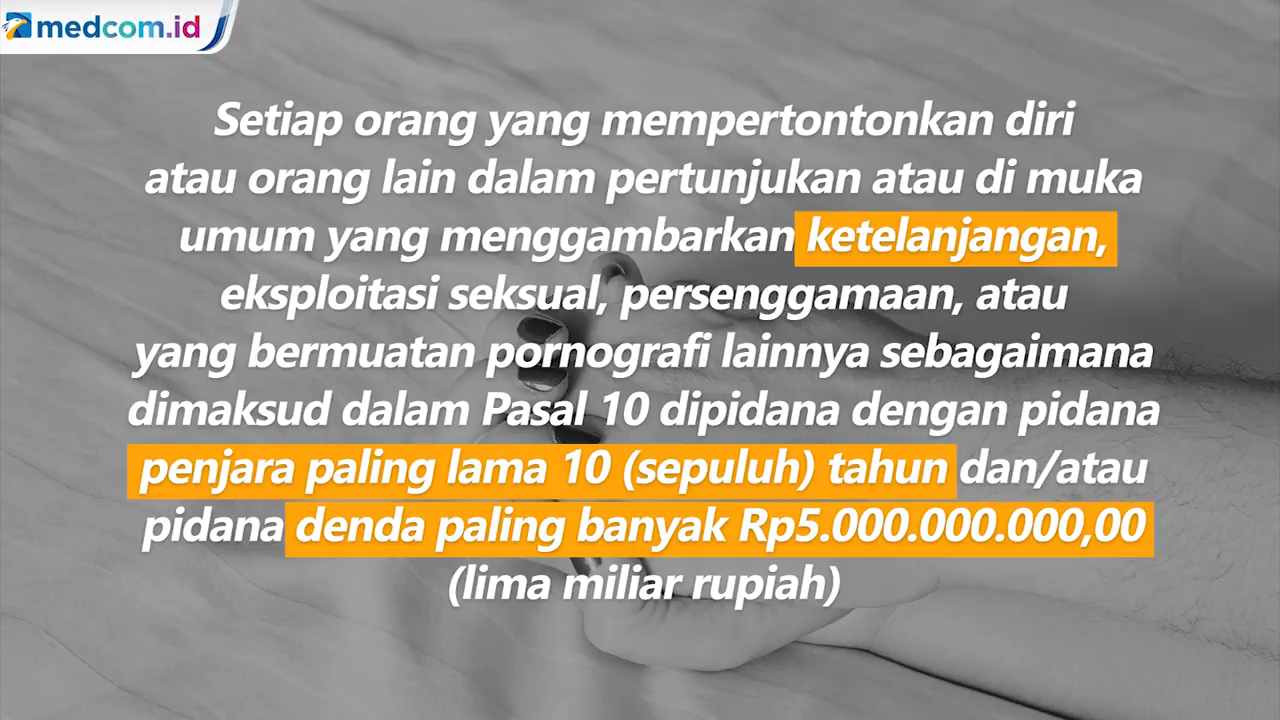 medcom.id
Setiap orang yang mempertontonkan diri
atau orang lain dalam pertunjukan atau di muka
umum yang menggambarkan ketelanjangan,
eksploitasi seksual, persenggamaan, atau
yang bermuatan pornografi lainnya sebagaimana
dimaksud dalam Pasal 10 dipidana dengan pidana
penjara paling lama 10 (sepuluh) tahun dan/atau
pidana denda paling banyak Rp5.000.000.000,00
(lima miliar rupiah)